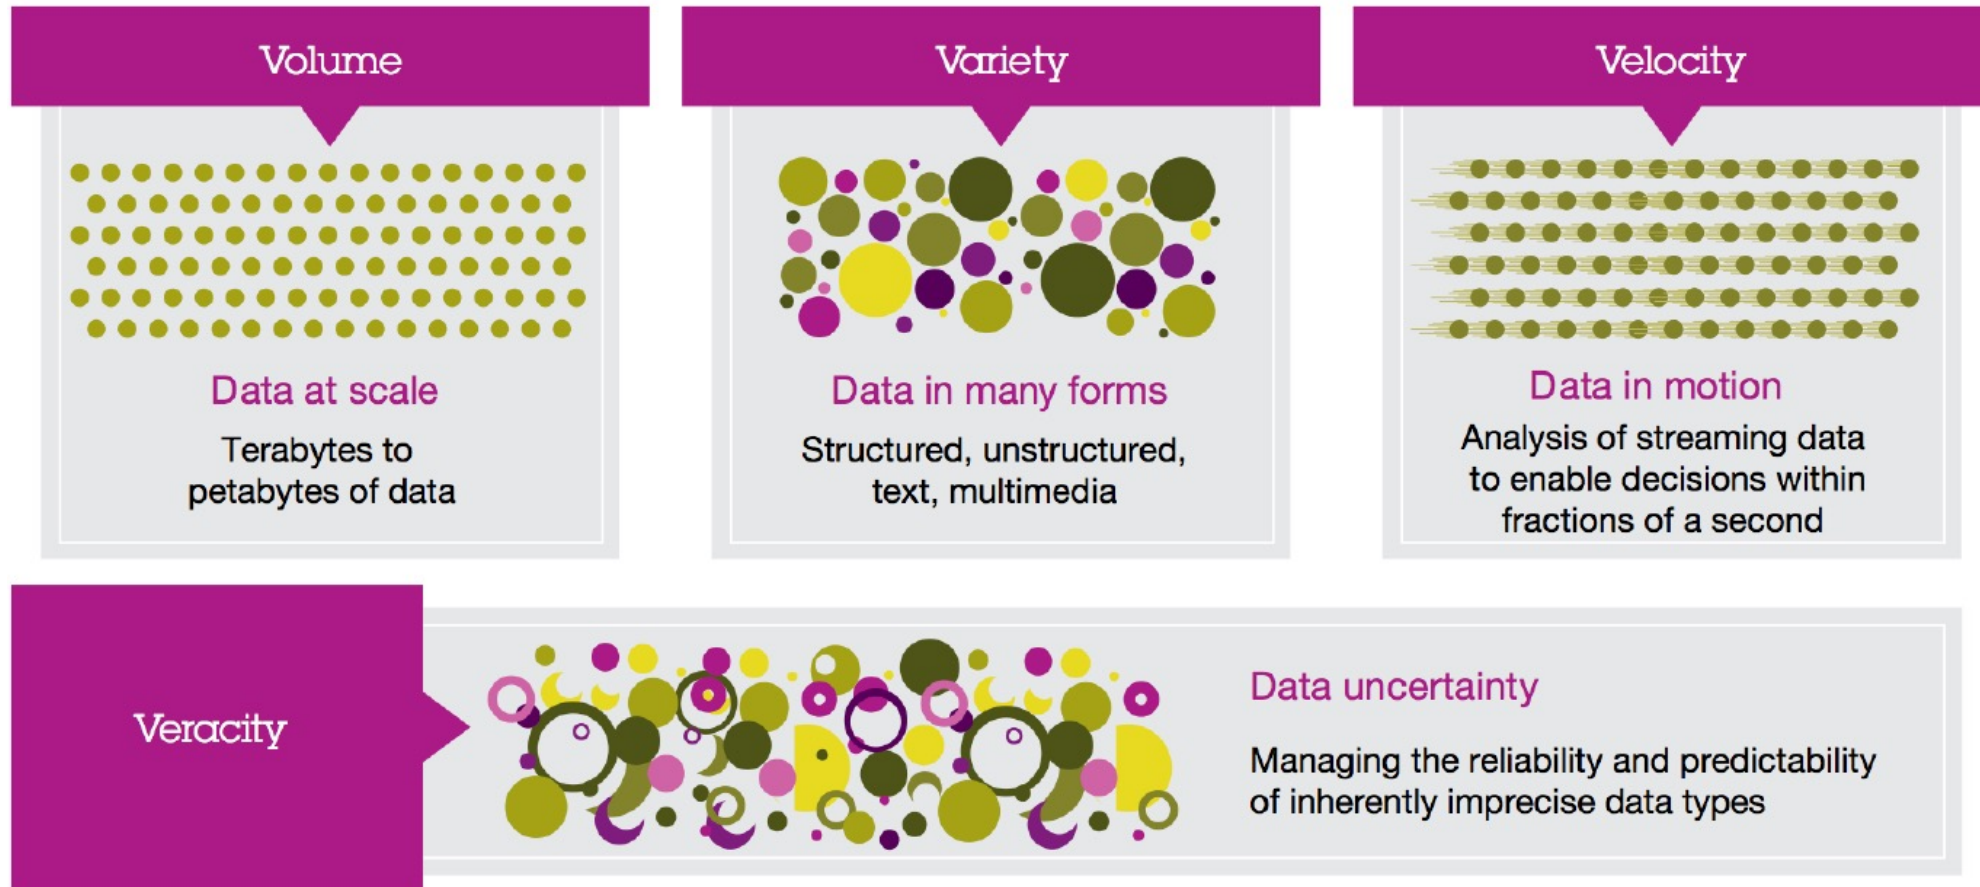 Volume
Data at scale
Terabytes to
petabytes of data
Variety
Data in many forms
Structured, unstructured,
text, multimedia
Velocity
Data in motion
Analysis of streaming data
to enable decisions within
fractions of a second
Veracity
Data uncertainty
Managing the reliability and predictability
of inherently imprecise data types